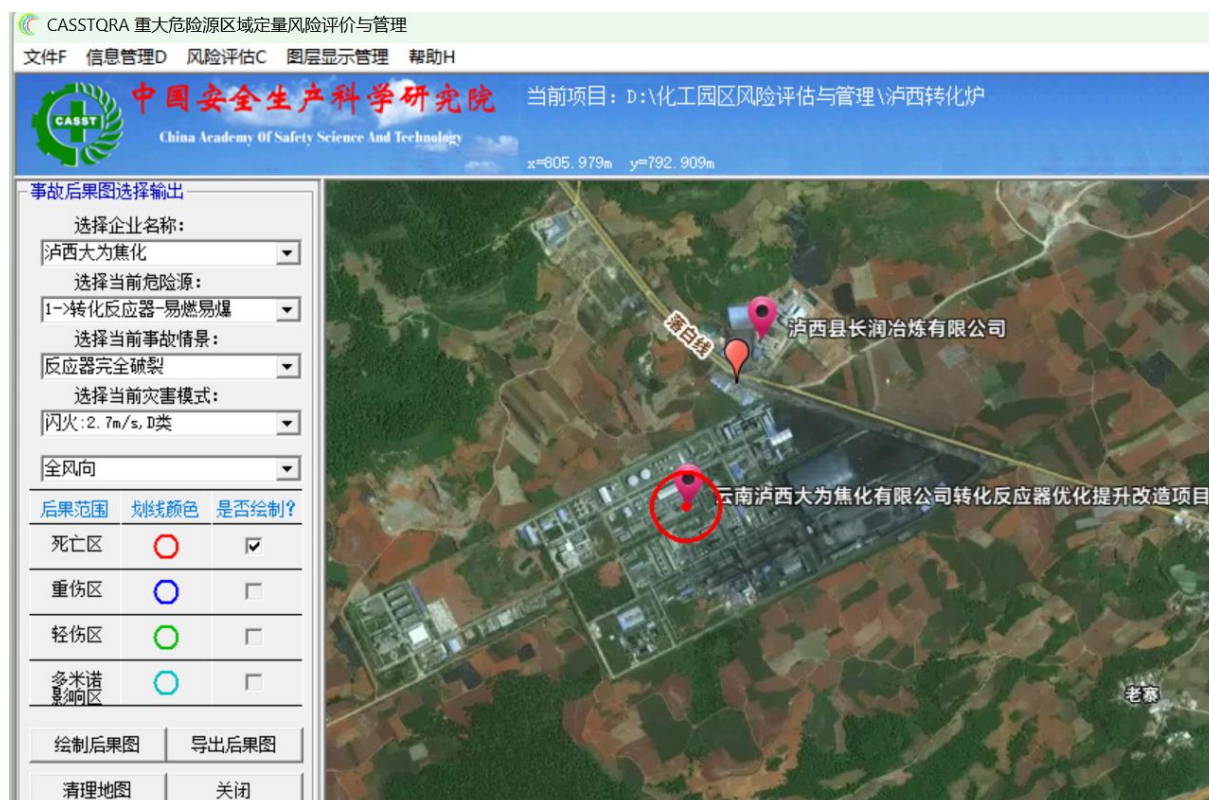 CASSTQRA 重大危险源区域定量风险评价与管理
文件F 信息管理D 风险评估C 图层显示管理 帮助H
CASST
中国安全生产科学研究院
China Academy Of Safety Science And Technology
当前项目：D:\化工园区风险评估与管理\泸西转化炉
x=805.979m y=792.909m
事故后果图选择输出
选择企业名称：
泸西大为焦化
选择当前危险源：
1->转化反应器-易燃易爆
选择当前事故情景：
反应器完全破裂
选择当前灾害模式：
闪火:2.7m/s,D类
全风向
后果范围 划线颜色 是否绘制?
死亡区
重伤区
轻伤区
多米诺
影响区
绘制后果图 导出后果图
清理地图 关闭
落白线
泸西县长润冶炼有限公司
云南泸西大为焦化有限公司转化反应器优化提升改造项目
老寨